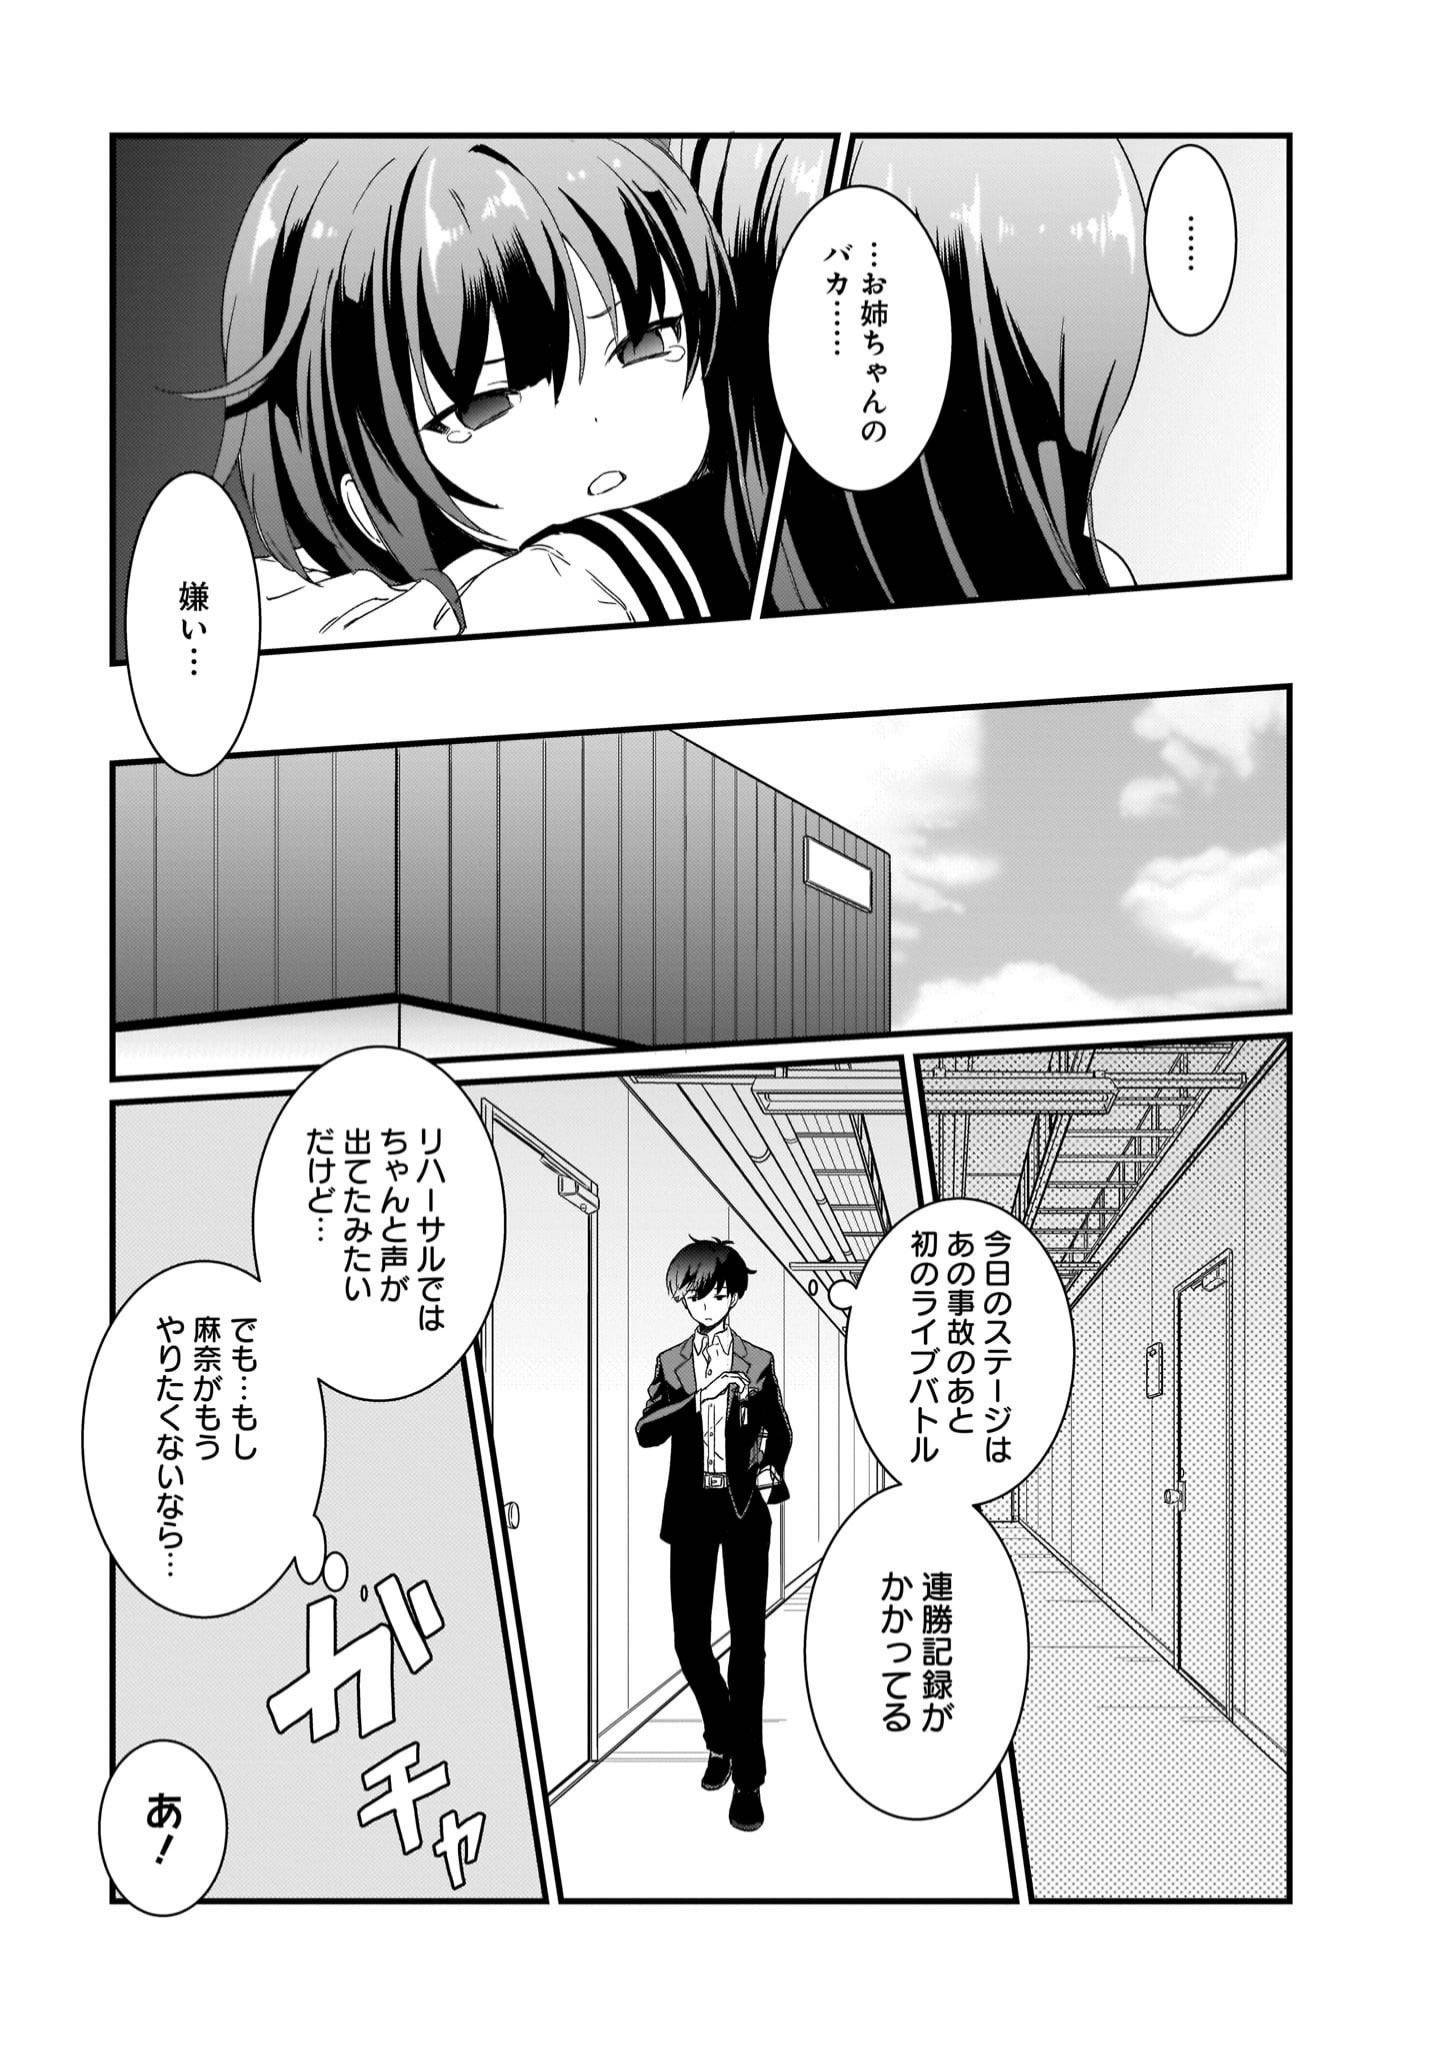 ……
…お姉ちゃんの
バカ……
嫌い…
今日のステージは
あの事故のあと
初のライブバトル
連勝記録が
かかってる
リハーサルでは
ちゃんと声が
出てたみたい
だけど…
でも…もし
麻奈がもう
やりたくないなら…
ガチャ
あ！